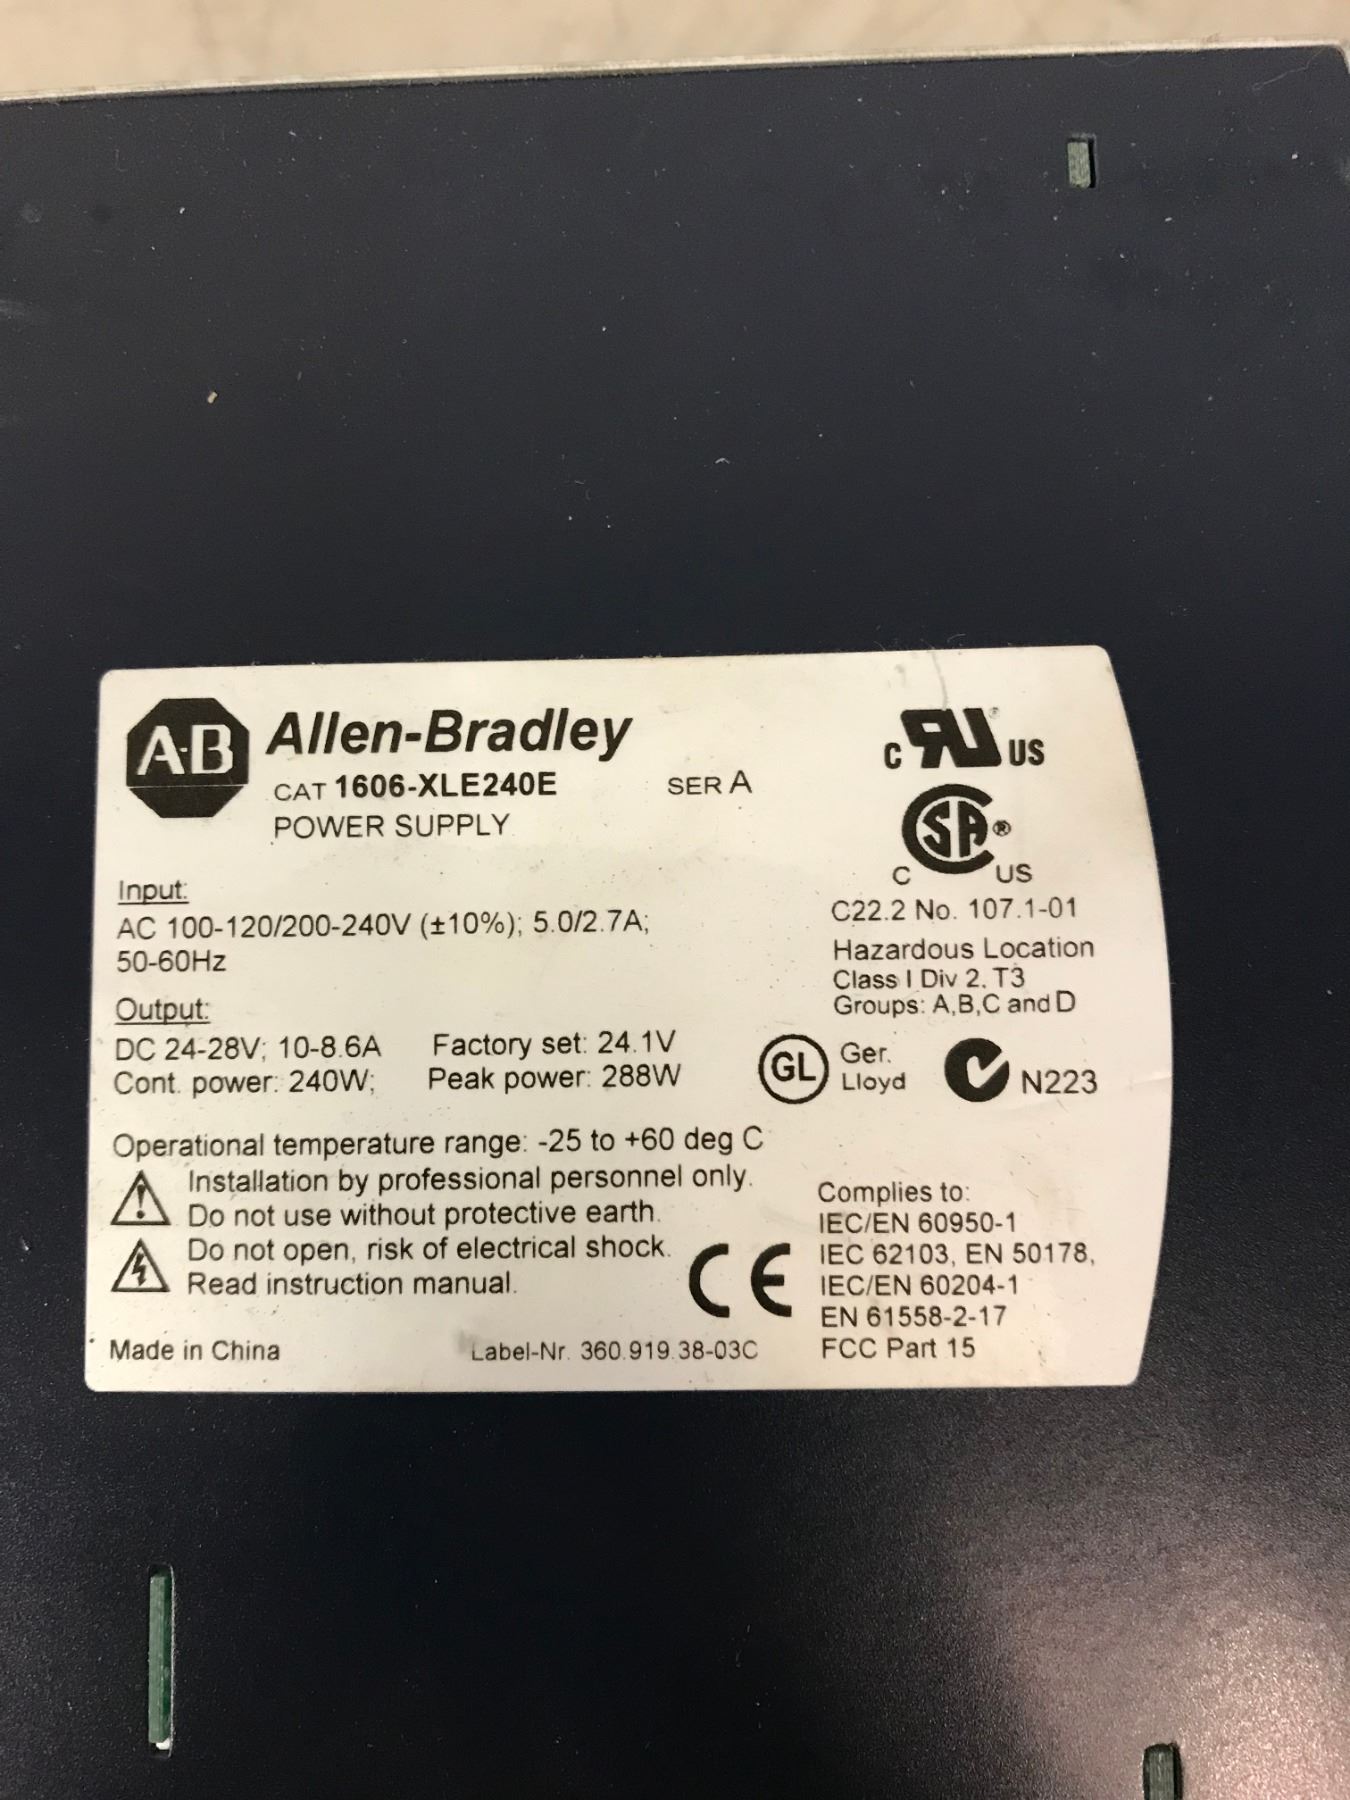 A-B Allen-Bradley
CAT 1606-XLE240E SER A
POWER SUPPLY
Input:
AC 100-120/200-240V (±10%); 5.0/2.7A;
50-60Hz
Output:
DC 24-28V; 10-8.6A Factory set: 24.1V
Cont. power: 240W; Peak power: 288W
Operational temperature range: -25 to +60 deg C
Installation by professional personnel only.
Do not use without protective earth.
Do not open, risk of electrical shock.
Read instruction manual.
Made in China
Label-Nr. 360.919.38-03C
C RU US
®
CSA ®
C US
C22.2 No. 107.1-01
Hazardous Location
Class I Div 2. T3
Groups: A,B,C and D
GL Ger.
Lloyd
N223
CE
Complies to:
IEC/EN 60950-1
IEC 62103, EN 50178,
IEC/EN 60204-1
EN 61558-2-17
FCC Part 15